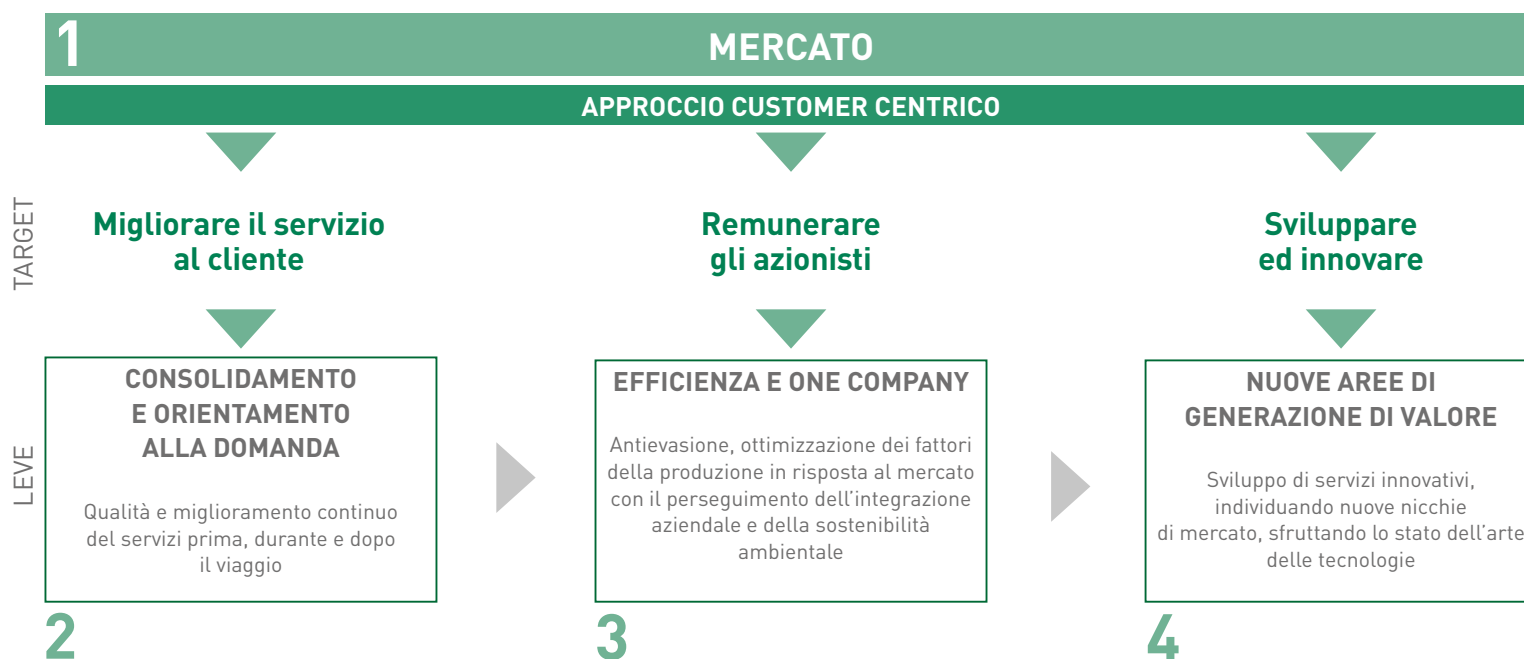 1
MERCATO
APPROCCIO CUSTOMER CENTRICO
TARGET
Migliorare il servizio
al cliente
Remunerare
gli azionisti
Sviluppare
ed innovare
LEVE
CONSOLIDAMENTO
E ORIENTAMENTO
ALLA DOMANDA
Qualità e miglioramento continuo
del servizi prima, durante e dopo
il viaggio
2
EFFICIENZA E ONE COMPANY
Antievasione, ottimizzazione dei fattori
della produzione in risposta al mercato
con il perseguimento dell'integrazione
aziendale e della sostenibilità
ambientale
3
NUOVE AREE DI
GENERAZIONE DI VALORE
Sviluppo di servizi innovativi,
individuando nuove nicchie
di mercato, sfruttando lo stato dell'arte
delle tecnologie
4